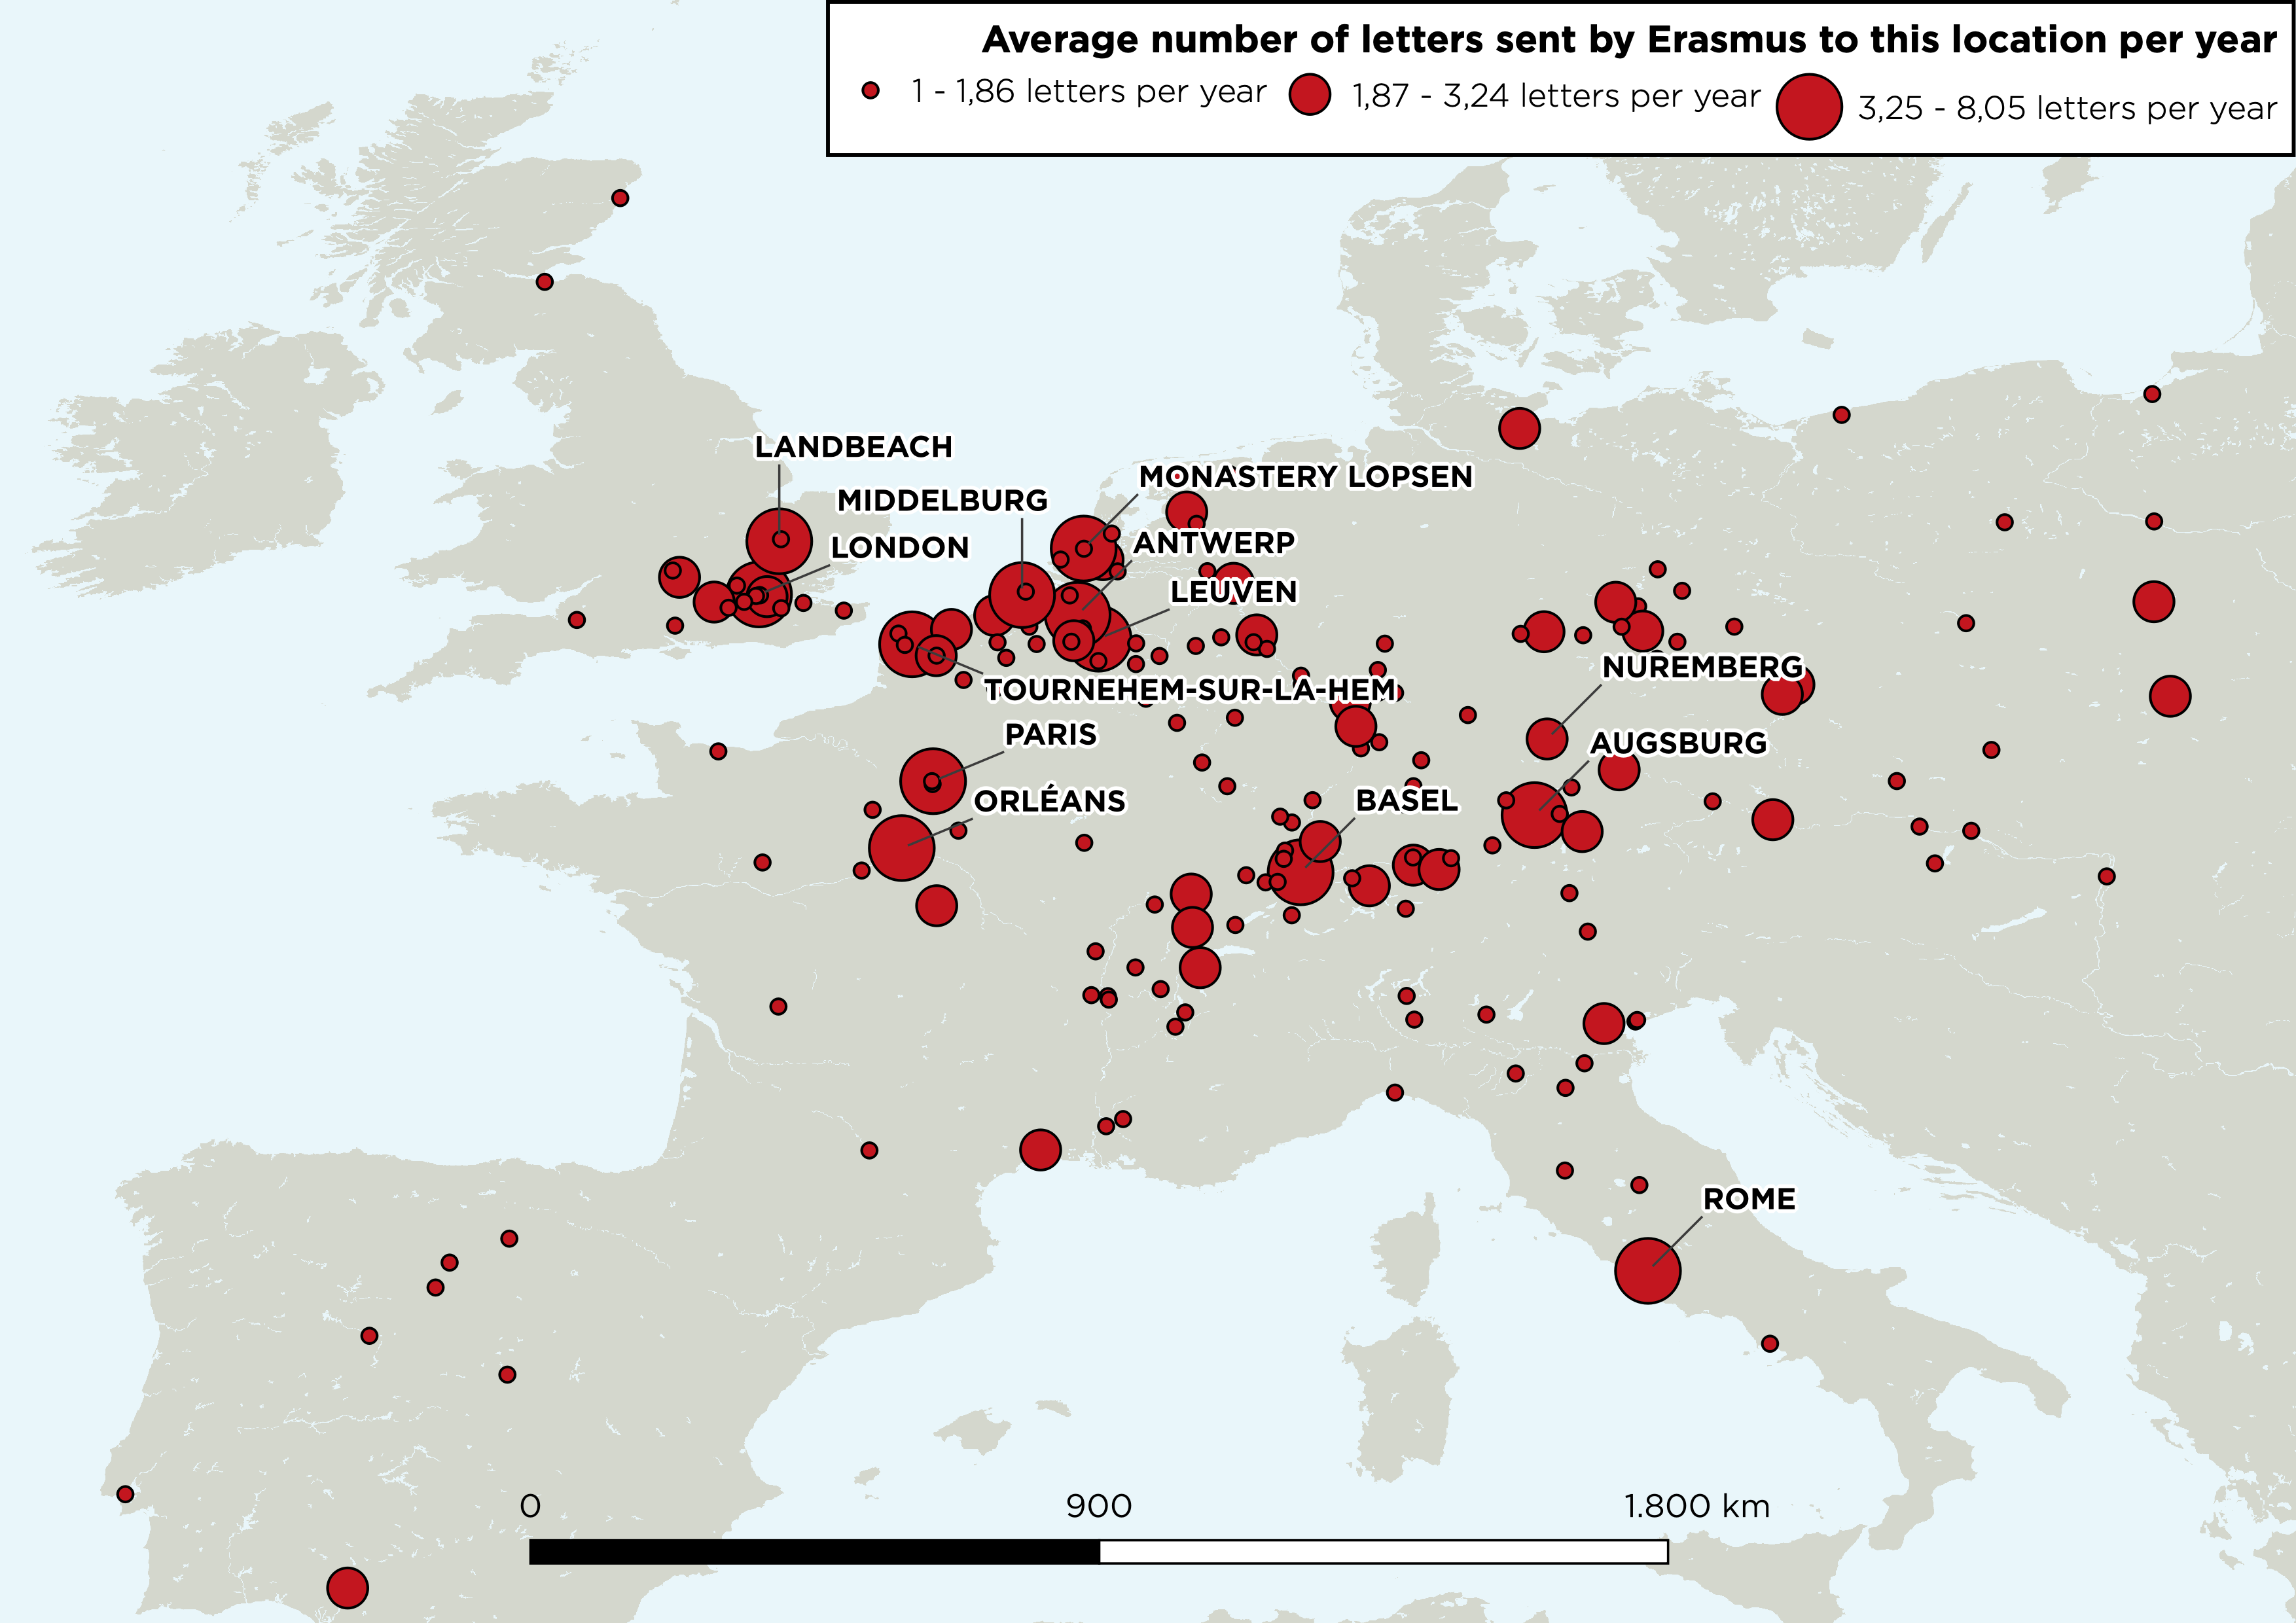 Average number of letters sent by Erasmus to this location per year
1 - 1,86 letters per year
1,87 - 3,24 letters per year
3,25 - 8,05 letters per year
LANDBEACH
MONASTERY LOPSEN
MIDDELBURG
ANTWERP
LONDON
LEUVEN
NUREMBERG
TOURNEHEM-SUR-LA-HEM
PARIS
AUGSBURG
ORLÉANS
BASEL
ROME
0
900
1.800 km